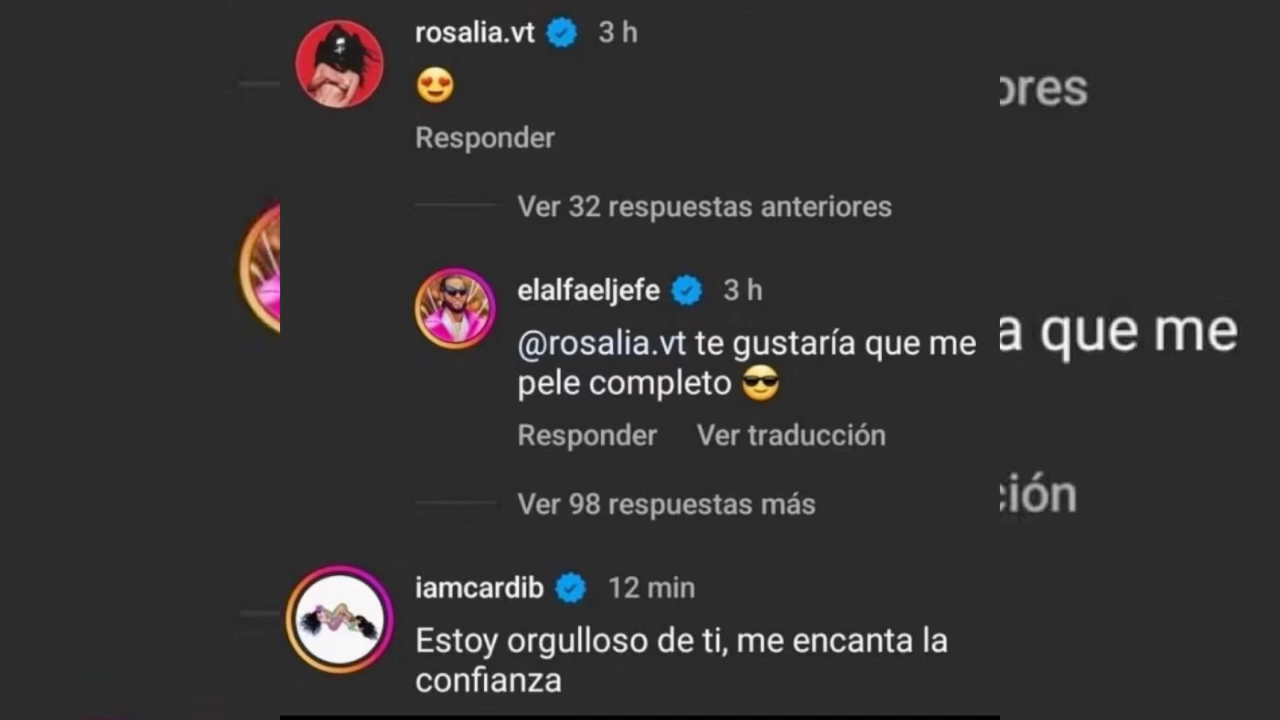 rosalia.vt 3 h
😍
Responder
Ver 32 respuestas anteriores
elalfaeljefe 3 h
@rosalia.vt te gustaría que me
pele completo 😎
Responder Ver traducción
Ver 98 respuestas más
iamcardib 12 min
Estoy orgulloso de ti, me encanta la
confianza
ores
a que me
ción